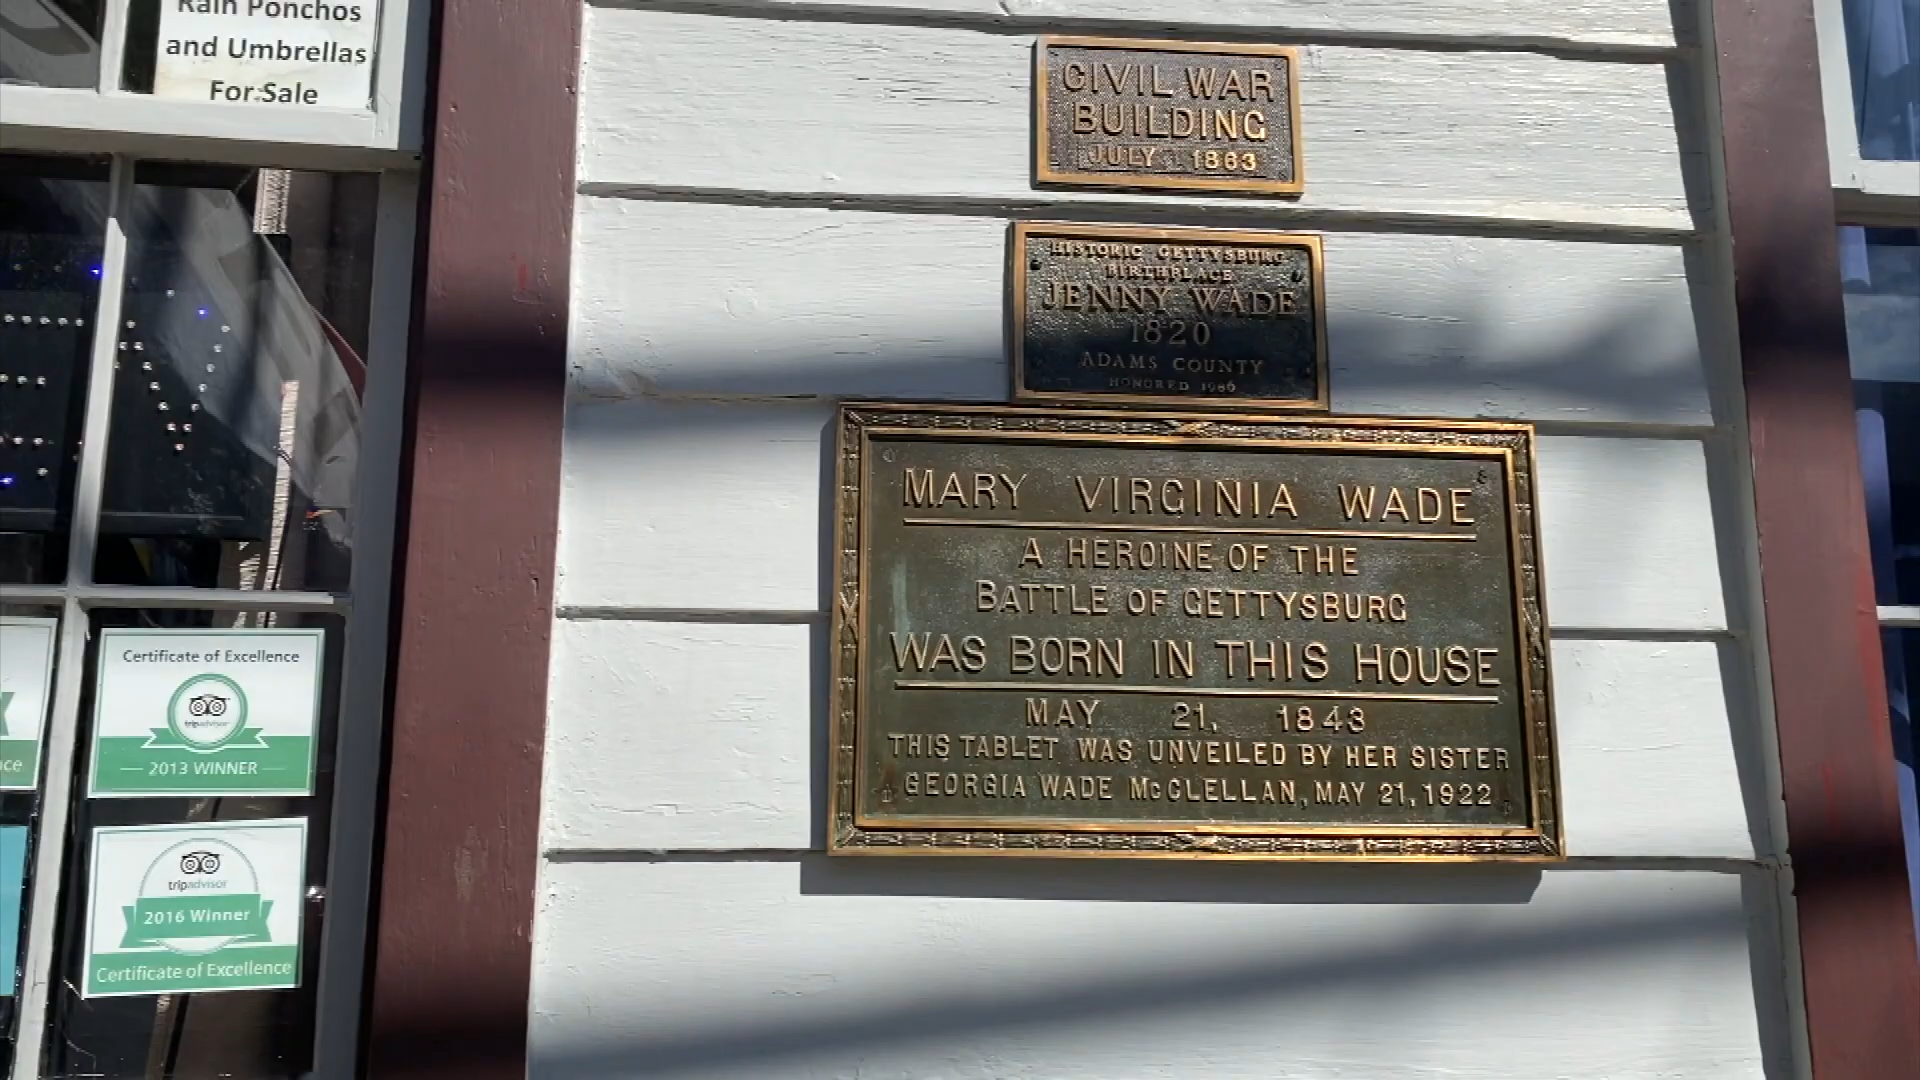 Rain Ponchos
and Umbrellas
For Sale
CIVIL WAR
BUILDING
JULY 1863
HISTORIC GETTYSBURG
BIRTHPLACE
JENNY WADE
1820
ADAMS COUNTY
HONORED 1986
MARY VIRGINIA WADE
A HEROINE OF THE
BATTLE OF GETTYSBURG
WAS BORN IN THIS HOUSE
MAY 21, 1843
THIS TABLET WAS UNVEILED BY HER SISTER
GEORGIA WADE McCLELLAN, MAY 21, 1922
Certificate of Excellence
tripadvisor
2013 WINNER
tripadvisor
2016 Winner
Certificate of Excellence